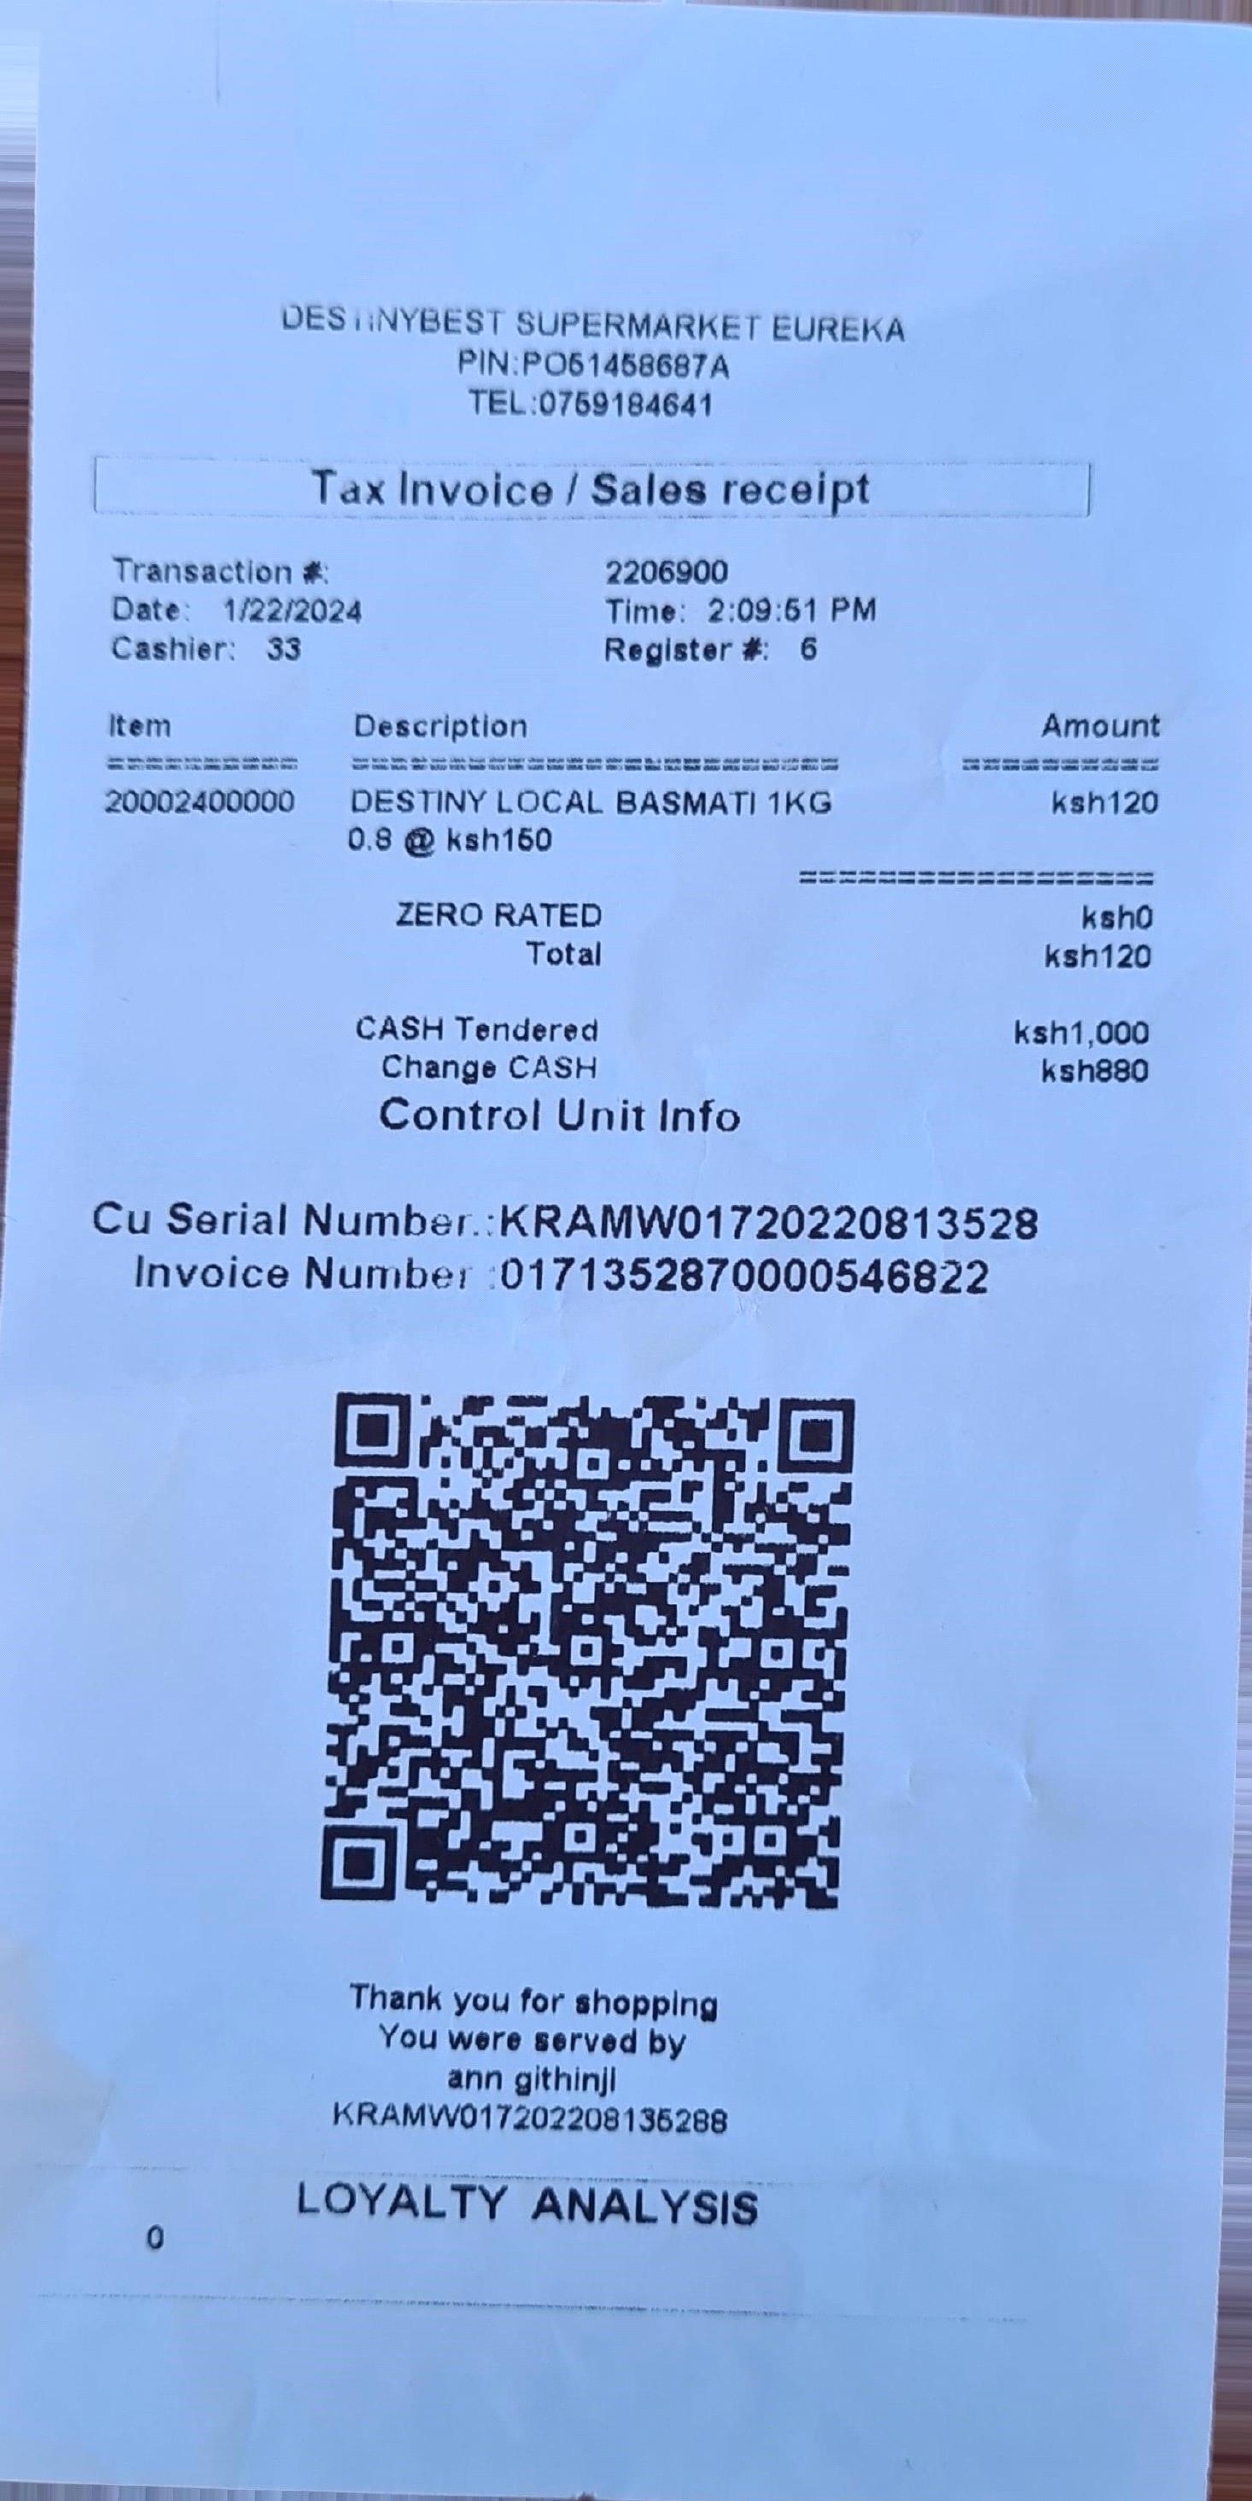 DESTINYBEST SUPERMARKET EUREKA
PIN:PO51458687A
TEL:0759184641
Tax Invoice / Sales receipt
Transaction #: 2206900
Date: 1/22/2024 Time: 2:09:51 PM
Cashier: 33 Register #: 6
Item Description Amount
20002400000 DESTINY LOCAL BASMATI 1KG ksh120
0.8 @ ksh150
ZERO RATED ksh0
Total ksh120
CASH Tendered ksh1,000
Change CASH ksh880
Control Unit Info
Cu Serial Number.:KRAMW01720220813528
Invoice Number :0171352870000546822
Thank you for shopping
You were served by
ann githinji
KRAMW017202208135288
LOYALTY ANALYSIS
0